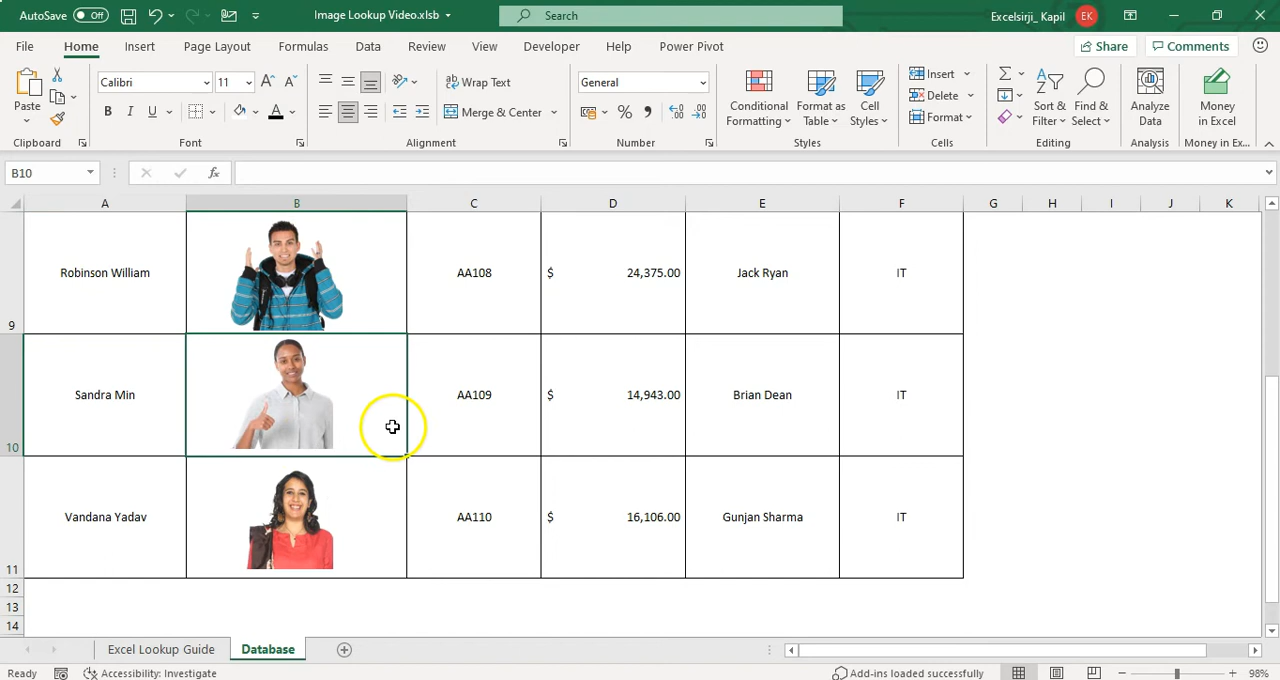 AutoSave Off Image Lookup Video.xlsb Search Excelsirji_ Kapil EK
File Home Insert Page Layout Formulas Data Review View Developer Help Power Pivot Share Comments
Paste Calibri 11 Wrap Text General Conditional Formatting Format as Table Cell Styles Insert Sort & Filter Find & Select Analyze Data Money in Excel
B I U Merge & Center $ % , Delete
Format
Clipboard Font Alignment Number Styles Cells Editing Analysis Money in Ex...
B10 fx
A B C D E F G H I J K
9 Robinson William AA108 $ 24,375.00 Jack Ryan IT
10 Sandra Min AA109 $ 14,943.00 Brian Dean IT
11 Vandana Yadav AA110 $ 16,106.00 Gunjan Sharma IT
12
13
14
Excel Lookup Guide Database
Ready Accessibility: Investigate Add-ins loaded successfully 98%